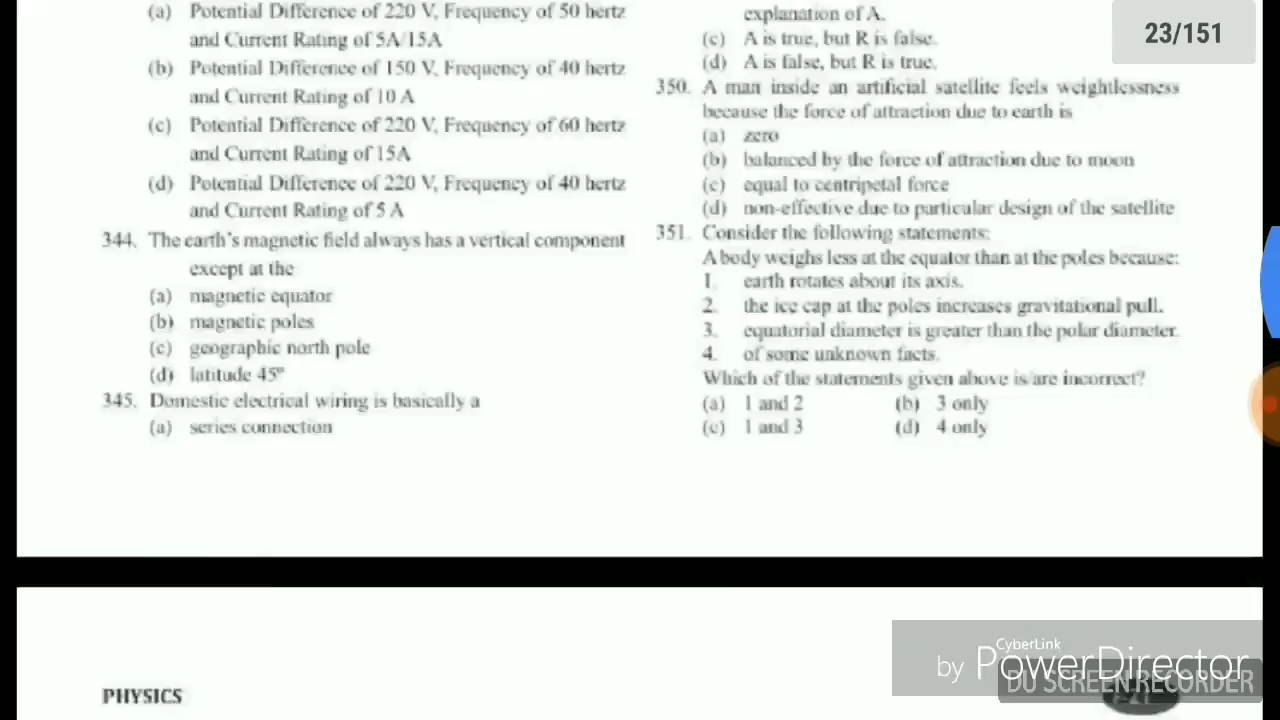 (a) Potential Difference of 220 V, Frequency of 50 hertz
and Current Rating of 5A/15A
(b) Potential Difference of 150 V, Frequency of 40 hertz
and Current Rating of 10 A
(c) Potential Difference of 220 V, Frequency of 60 hertz
and Current Rating of 15A
(d) Potential Difference of 220 V, Frequency of 40 hertz
and Current Rating of 5 A
344. The earth's magnetic field always has a vertical component
except at the
(a) magnetic equator
(b) magnetic poles
(c) geographic north pole
(d) latitude 45°
345. Domestic electrical wiring is basically a
(a) series connection
explanation of A.
(c) A is true, but R is false.
(d) A is false, but R is true.
350. A man inside an artificial satellite feels weightlessness
because the force of attraction due to earth is
(a) zero
(b) balanced by the force of attraction due to moon
(c) equal to centripetal force
(d) non-effective due to particular design of the satellite
351. Consider the following statements:
A body weighs less at the equator than at the poles because:
1. earth rotates about its axis.
2. the ice cap at the poles increases gravitational pull.
3. equatorial diameter is greater than the polar diameter.
4. of some unknown facts.
Which of the statements given above is/are incorrect?
(a) 1 and 2 (b) 3 only
(c) 1 and 3 (d) 4 only
23/151
PHYSICS
CyberLink
by PowerDirector
DU SCREEN RECORDER